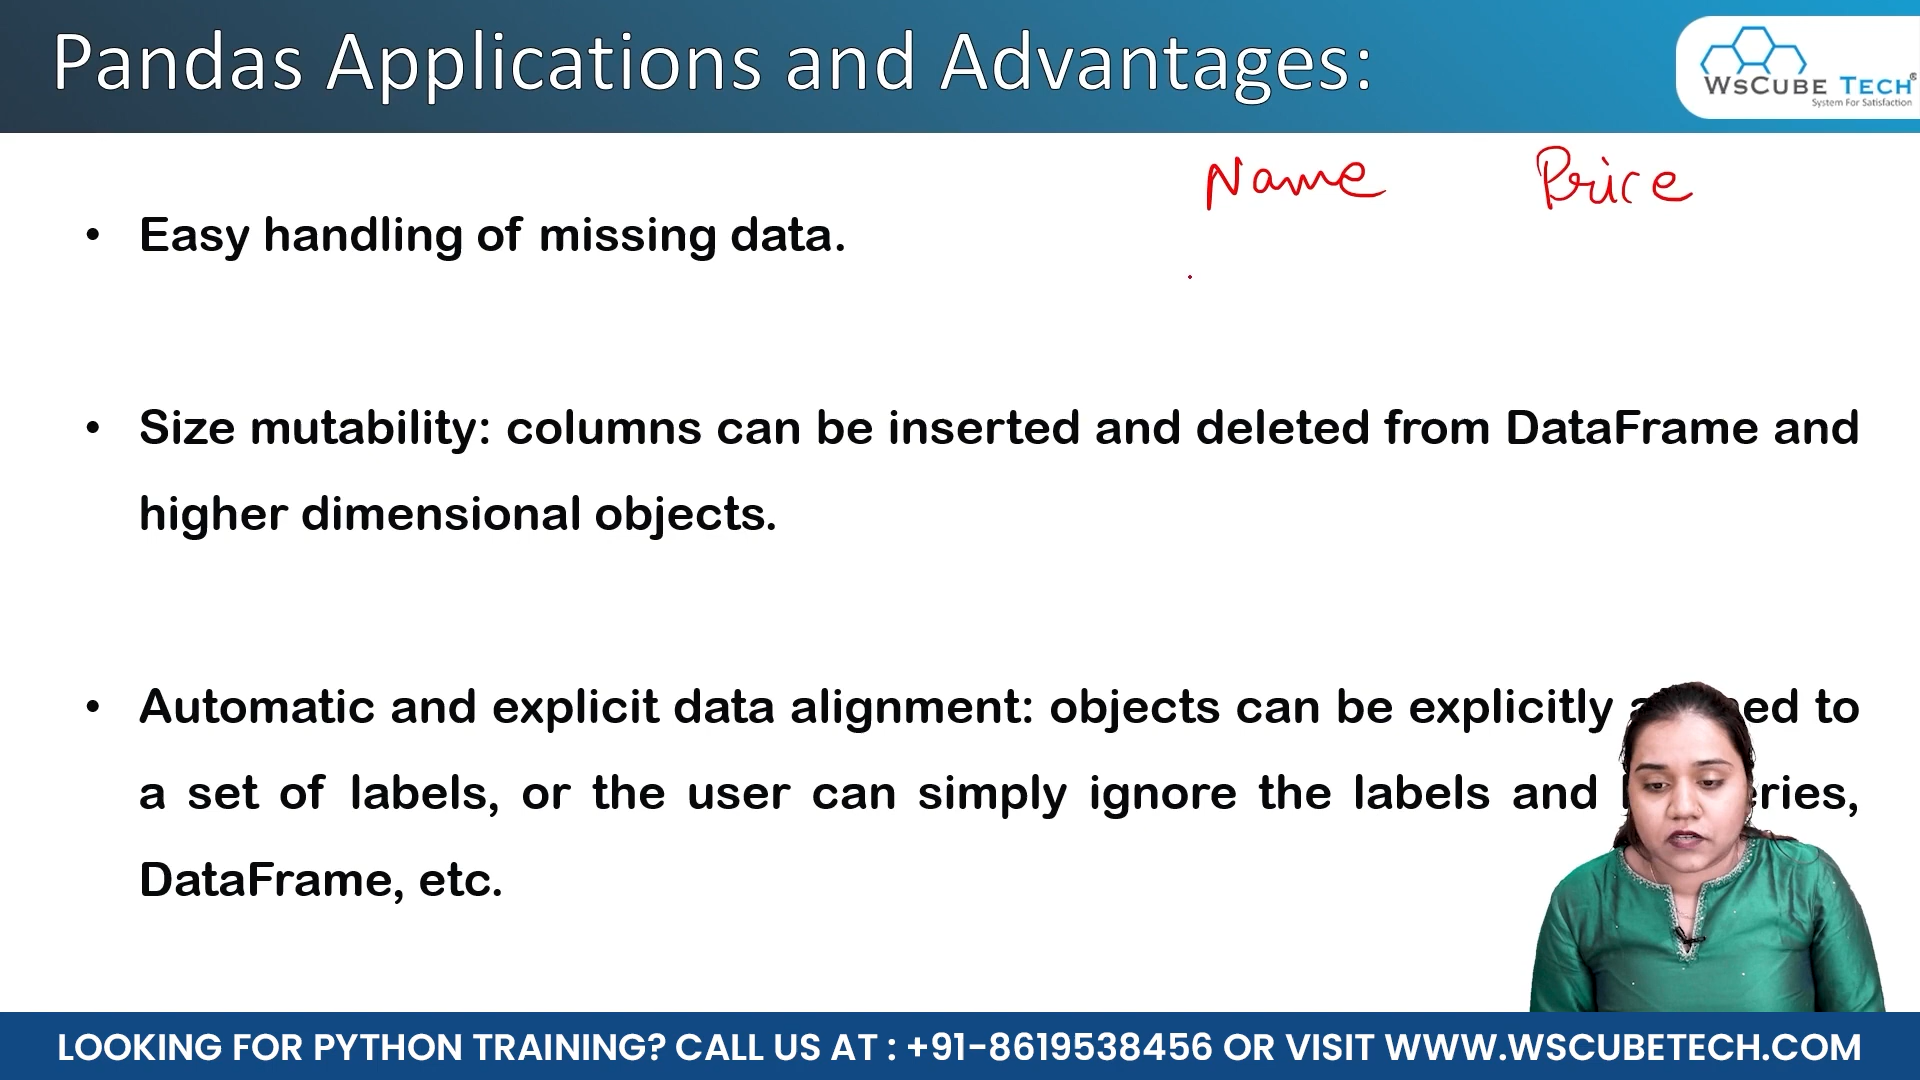 Pandas Applications and Advantages:
WsCube Tech®
System For Satisfaction
Name Price
• Easy handling of missing data.
• Size mutability: columns can be inserted and deleted from DataFrame and
higher dimensional objects.
• Automatic and explicit data alignment: objects can be explicitly to
a set of labels, or the user can simply ignore the labels and
DataFrame, etc.
LOOKING FOR PYTHON TRAINING? CALL US AT : +91-8619538456 OR VISIT WWW.WSCUBETECH.COM